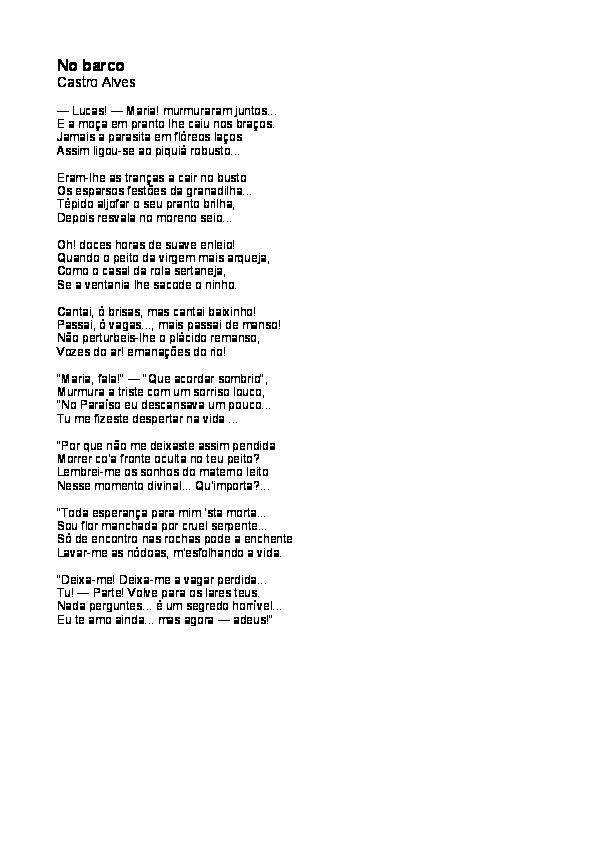 No barco
Castro Alves
— Lucas! — Maria! murmuraram juntos...
E a moça em pranto lhe caiu nos braços.
Jamais a parasita em flóreos laços
Assim ligou-se ao piquiá robusto...
Eram-lhe as tranças a cair no busto
Os esparsos festões da granadilha...
Tépido aljofar o seu pranto brilha,
Depois resvala no moreno seio...
Oh! doces horas de suave enleio!
Quando o peito da virgem mais arqueja,
Como o casal da rola sertaneja,
Se a ventania lhe sacode o ninho.
Cantai, ó brisas, mas cantai baixinho!
Passai, ó vagas..., mais passai de manso!
Não perturbeis-lhe o plácido remanso,
Vozes do ar! emanações do rio!
"Maria, fala!" — "Que acordar sombrio",
Murmura a triste com um sorriso louco,
"No Paraíso eu descansava um pouco...
Tu me fizeste despertar na vida ...
"Por que não me deixaste assim pendida
Morrer co'a fronte oculta no teu peito?
Lembrei-me os sonhos do materno leito
Nesse momento divinal... Qu'importa?...
"Toda esperança para mim 'sta morta...
Sou flor manchada por cruel serpente...
Só de encontro nas rochas pode a enchente
Lavar-me as nódoas, m'esfolhando a vida.
"Deixa-me! Deixa-me a vagar perdida...
Tu! — Parte! Volve para os lares teus.
Nada perguntes... é um segredo horrível...
Eu te amo ainda... mas agora — adeus!"